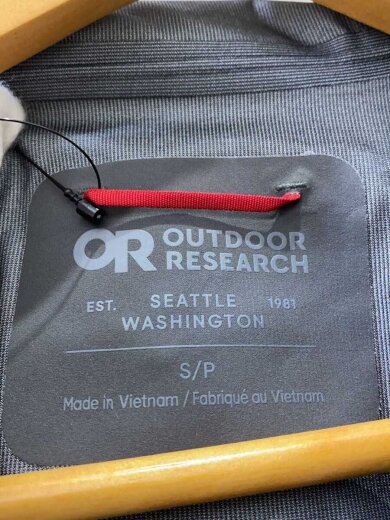 OR OUTDOOR
RESEARCH
EST. SEATTLE 1981
WASHINGTON
S/P
Made in Vietnam / Fabriqué au Vietnam